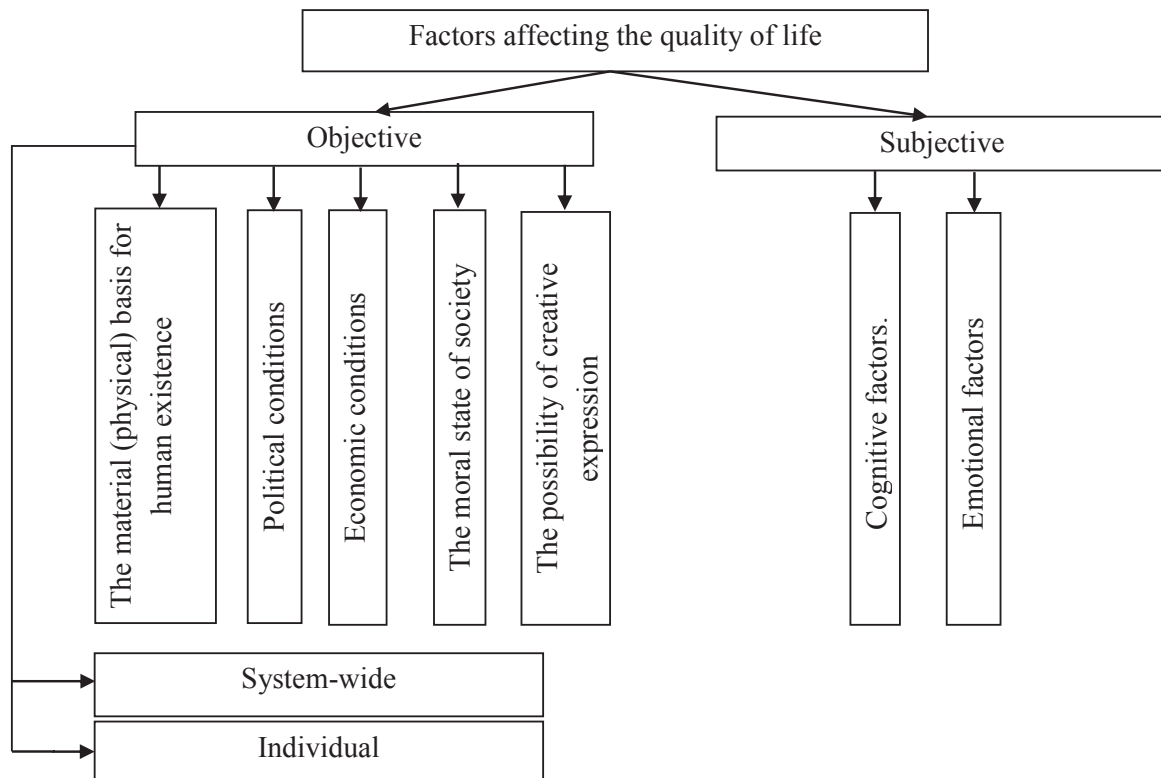 Factors affecting the quality of life
Objective
Subjective
The material (physical) basis for
human existence
Political conditions
Economic conditions
The moral state of society
The possibility of creative
expression
Cognitive factors.
Emotional factors
System-wide
Individual